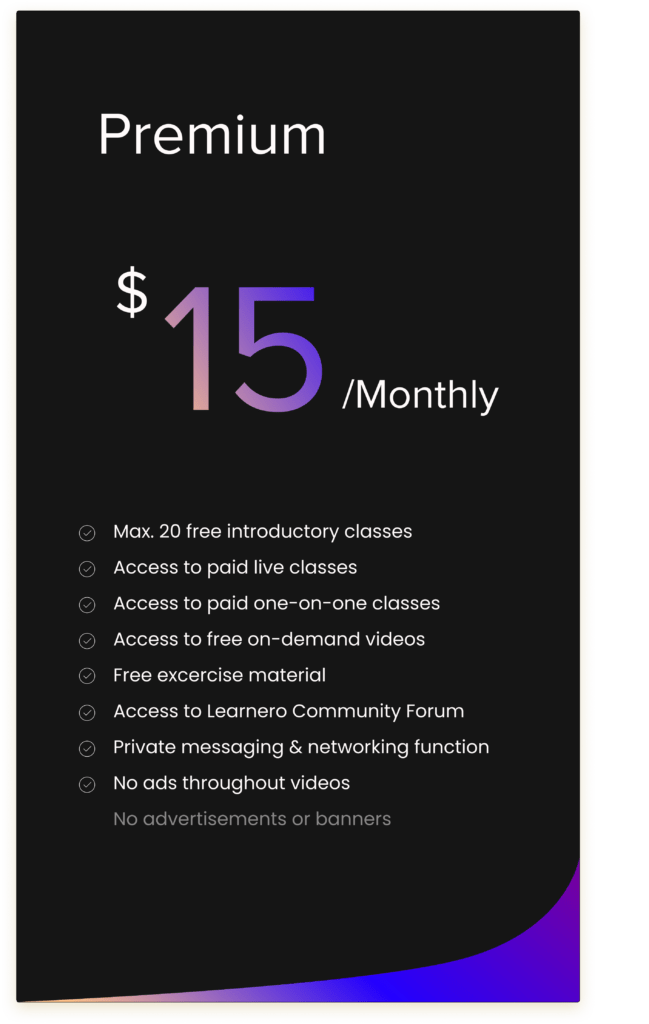 Premium
$15 /Monthly
Max. 20 free introductory classes
Access to paid live classes
Access to paid one-on-one classes
Access to free on-demand videos
Free excercise material
Access to Learnero Community Forum
Private messaging & networking function
No ads throughout videos
No advertisements or banners